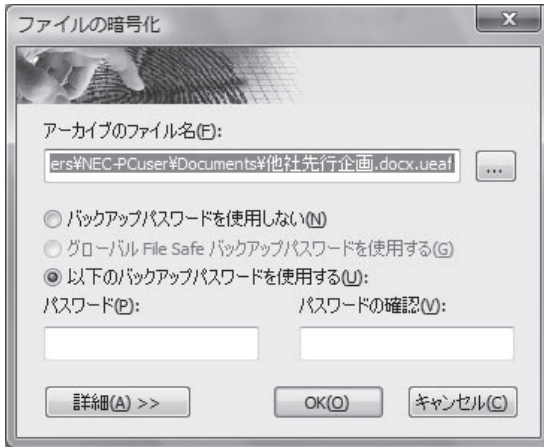 ファイルの暗号化
アーカイブのファイル名(F):
ers¥NEC-PCuser¥Documents¥他社先行企画.docx.ueaf
...
バックアップパスワードを使用しない(N)
グローバル File Safe バックアップパスワードを使用する(G)
以下のバックアップパスワードを使用する(U):
パスワード(P): パスワードの確認(V):
詳細(A) >> OK(O) キャンセル(C)